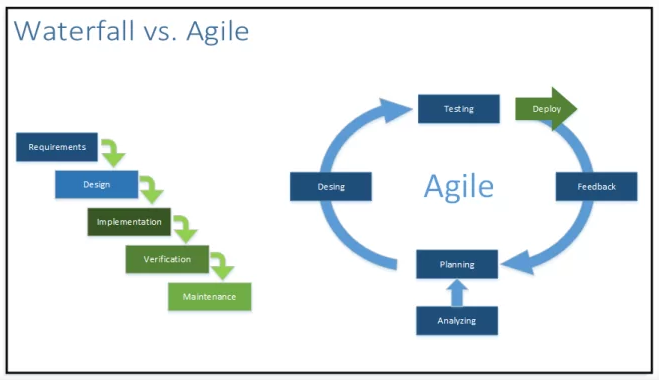 Waterfall vs. Agile
Requirements
Design
Implementation
Verification
Maintenance
Testing
Deploy
Desing
Agile
Feedback
Planning
Analyzing